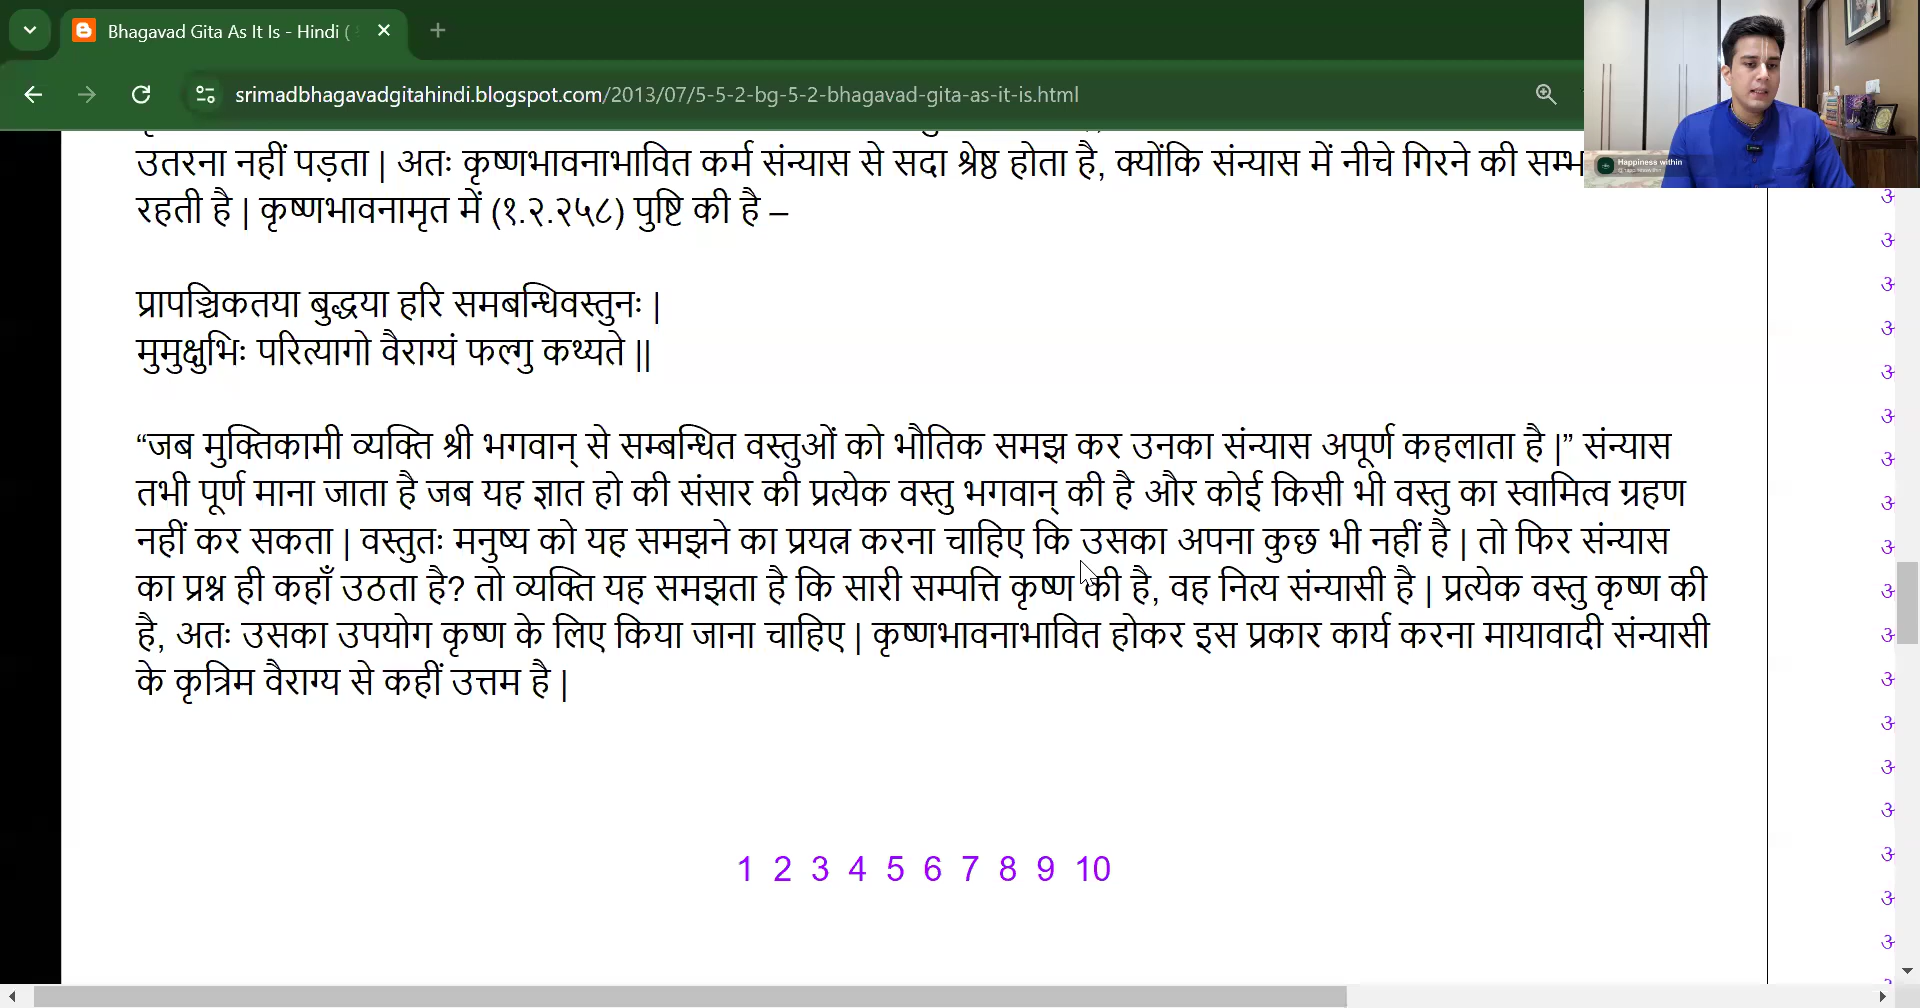 Bhagavad Gita As It Is - Hindi (
srimadbhagavadgitahindi.blogspot.com/2013/07/5-5-2-bg-5-2-bhagavad-gita-as-it-is.html
Happiness within
उतरना नहीं पड़ता | अतः कृष्णभावनाभावित कर्म संन्यास से सदा श्रेष्ठ होता है, क्योंकि संन्यास में नीचे गिरने की सम्भ
रहती है | कृष्णभावनामृत में (१.२.२५८) पुष्टि की है –
प्रापञ्चिकतया बुद्धया हरि समबन्धिवस्तुनः |
मुमुक्षुभिः परित्यागो वैराग्यं फल्गु कथ्यते ||
“जब मुक्तिकामी व्यक्ति श्री भगवान् से सम्बन्धित वस्तुओं को भौतिक समझ कर उनका संन्यास अपूर्ण कहलाता है |” संन्यास
तभी पूर्ण माना जाता है जब यह ज्ञात हो की संसार की प्रत्येक वस्तु भगवान् की है और कोई किसी भी वस्तु का स्वामित्व ग्रहण
नहीं कर सकता | वस्तुतः मनुष्य को यह समझने का प्रयत्न करना चाहिए कि उसका अपना कुछ भी नहीं है | तो फिर संन्यास
का प्रश्न ही कहाँ उठता है? तो व्यक्ति यह समझता है कि सारी सम्पत्ति कृष्ण की है, वह नित्य संन्यासी है | प्रत्येक वस्तु कृष्ण की
है, अतः उसका उपयोग कृष्ण के लिए किया जाना चाहिए | कृष्णभावनाभावित होकर इस प्रकार कार्य करना मायावादी संन्यासी
के कृत्रिम वैराग्य से कहीं उत्तम है |
1 2 3 4 5 6 7 8 9 10